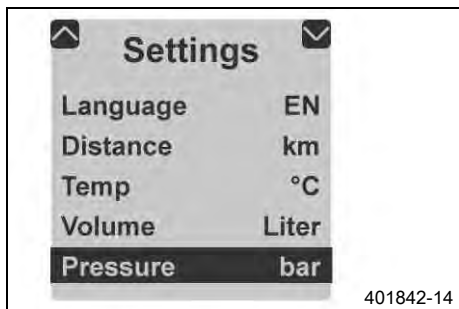 Settings
Language EN
Distance km
Temp °C
Volume Liter
Pressure bar
401842-14